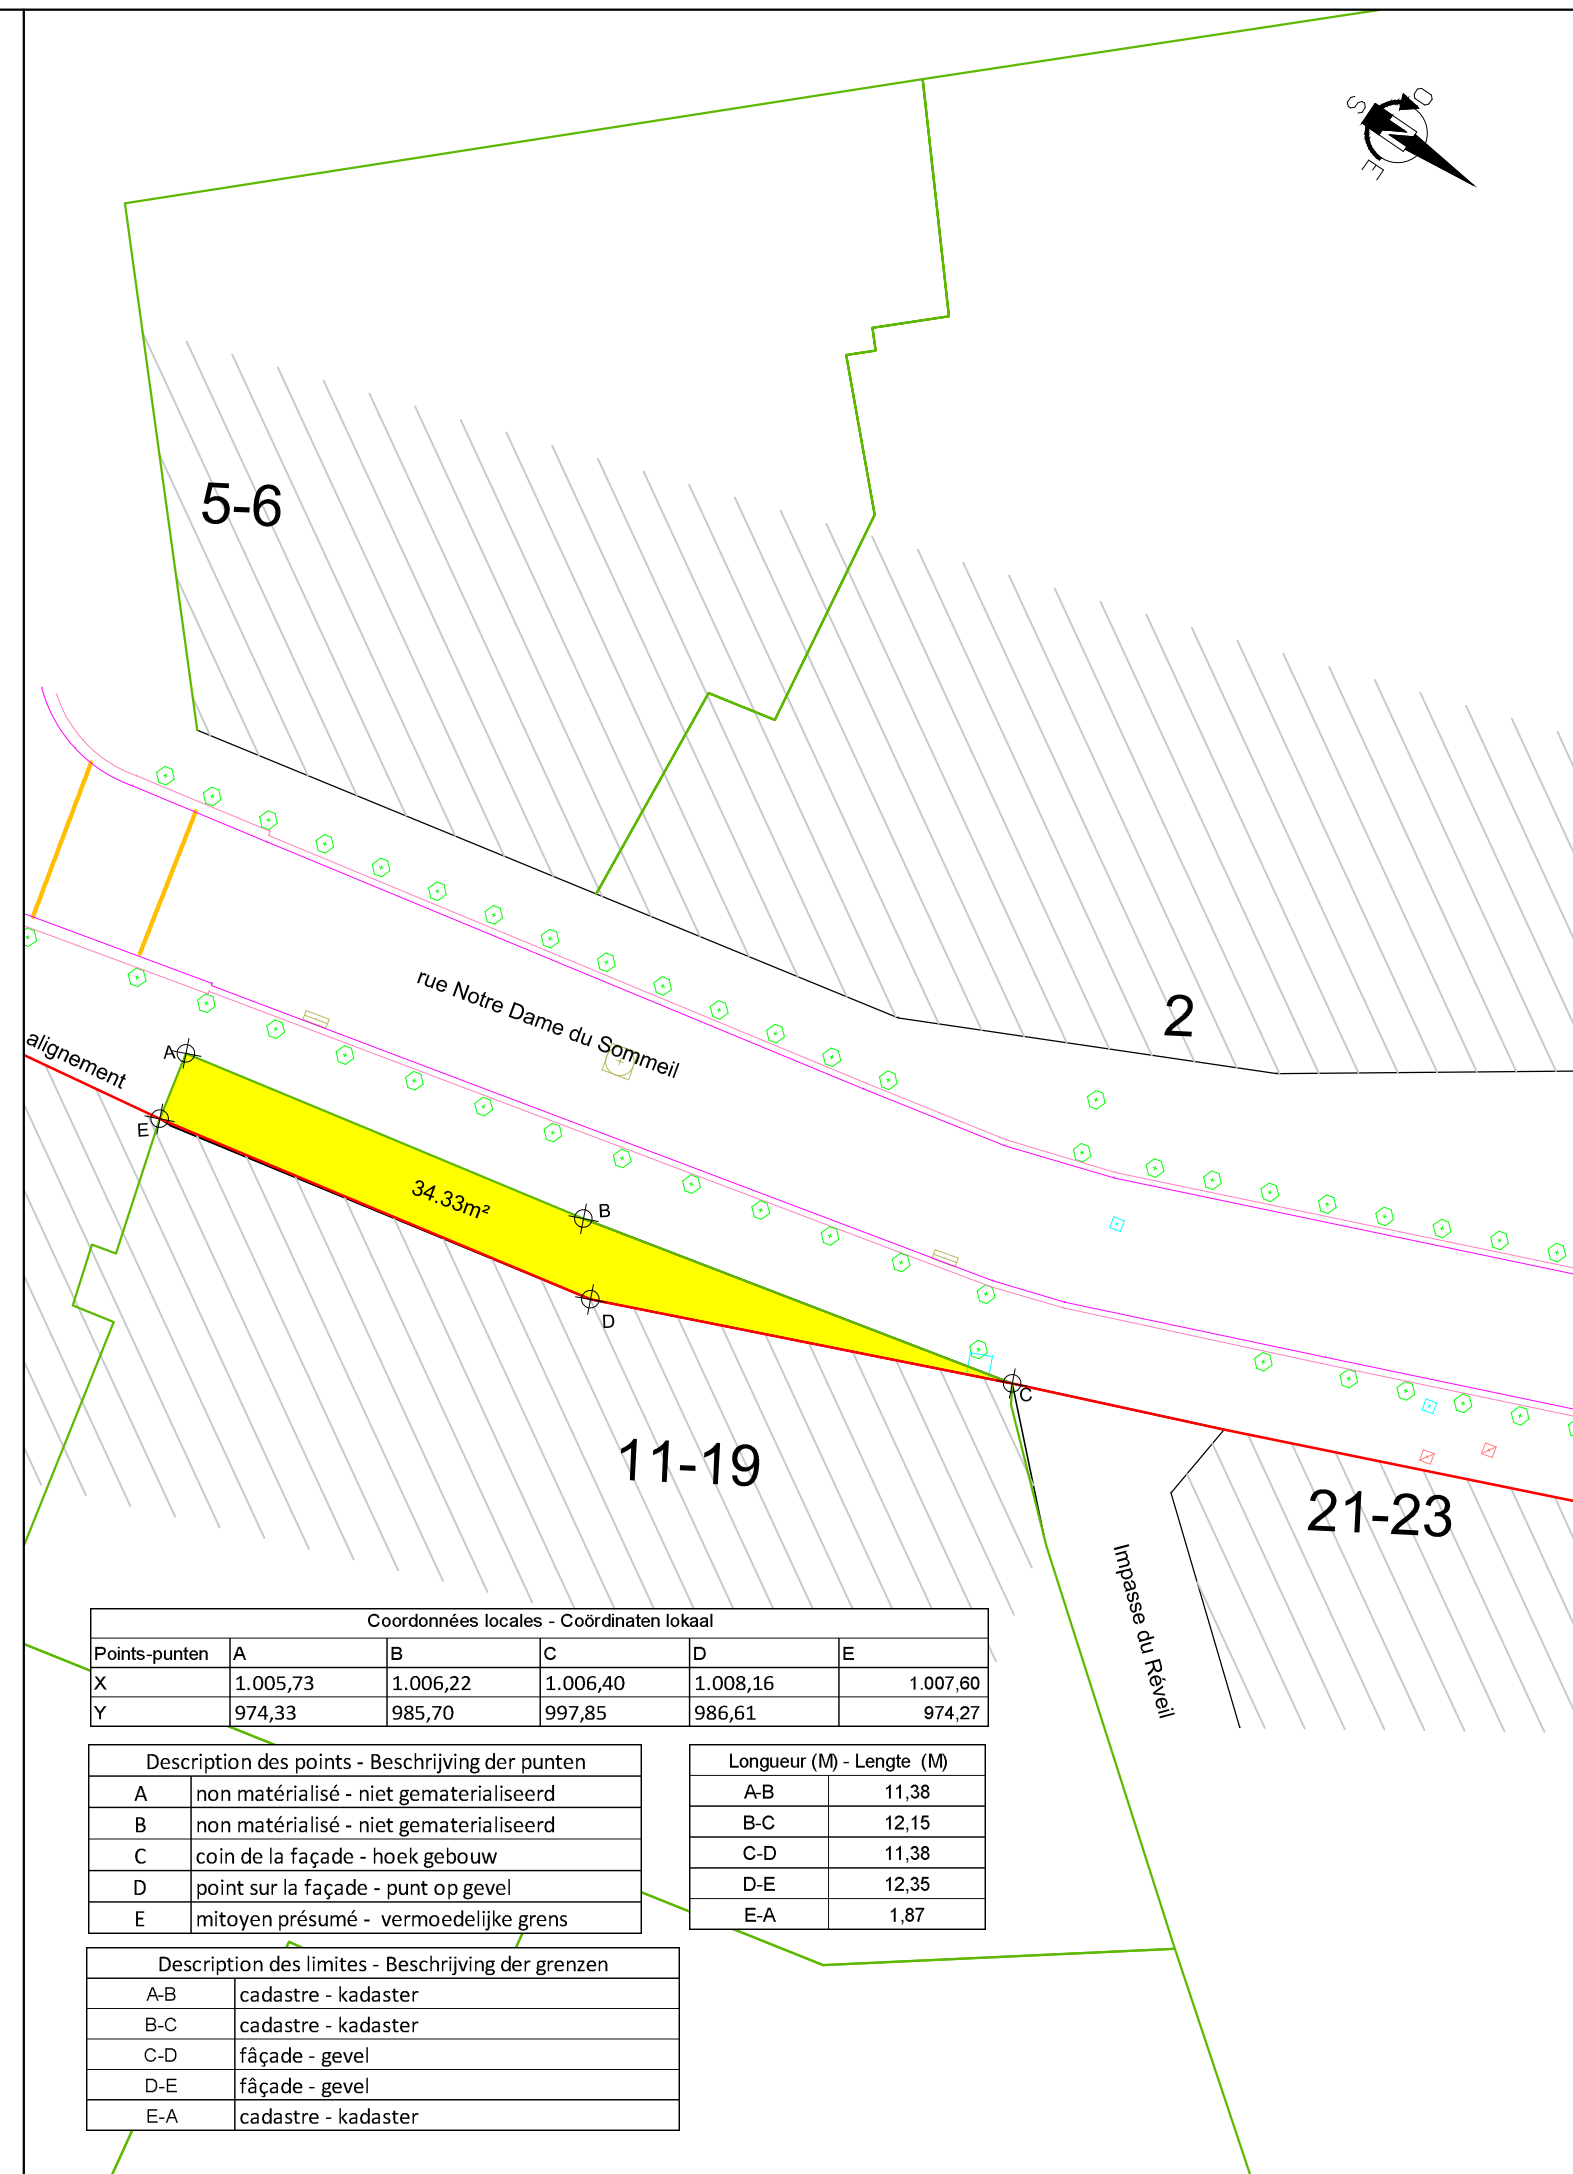 S
O
N
E
5-6
2
rue Notre Dame du Sommeil
alignement
A
E
B
34.33m²
D
C
11-19
21-23
Impasse du Réveil
Coordonnées locales - Coördinaten lokaal
Points-punten A B C D E
X 1.005,73 1.006,22 1.006,40 1.008,16 1.007,60
Y 974,33 985,70 997,85 986,61 974,27
Description des points - Beschrijving der punten
A non matérialisé - niet gematerialiseerd
B non matérialisé - niet gematerialiseerd
C coin de la façade - hoek gebouw
D point sur la façade - punt op gevel
E mitoyen présumé - vermoedelijke grens
Longueur (M) - Lengte (M)
A-B 11,38
B-C 12,15
C-D 11,38
D-E 12,35
E-A 1,87
Description des limites - Beschrijving der grenzen
A-B cadastre - kadaster
B-C cadastre - kadaster
C-D fâçade - gevel
D-E fâçade - gevel
E-A cadastre - kadaster